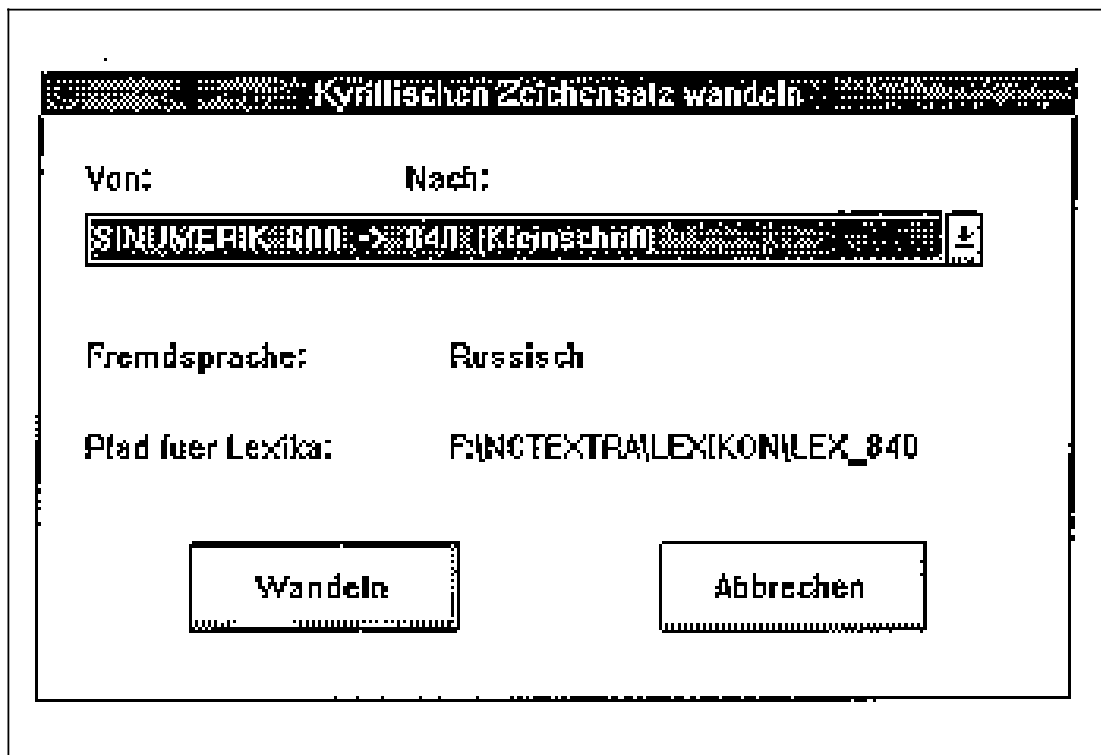 Kyrillischen Zeichensatz wandeln
Von: Nach:
SINUMERIK 800 -> 840 (Kleinschrift)
Fremdsprache: Russisch
Pfad fuer Lexika: F:\NCTEXTRA\LEXIKON\LEX_840
Wandeln Abbrechen